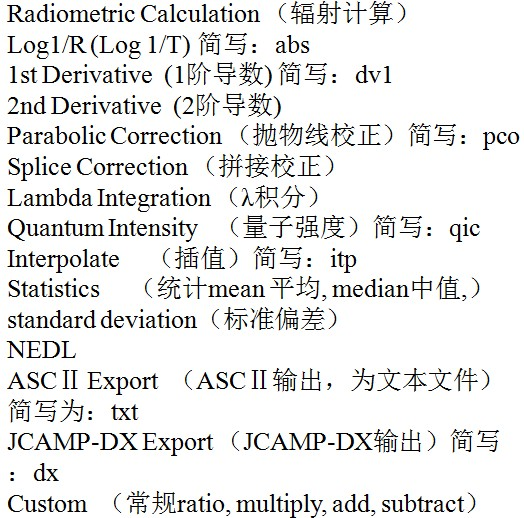 Radiometric Calculation（辐射计算）
Log1/R (Log 1/T) 简写：abs
1st Derivative (1阶导数) 简写：dv1
2nd Derivative (2阶导数)
Parabolic Correction（抛物线校正）简写：pco
Splice Correction（拼接校正）
Lambda Integration（λ积分）
Quantum Intensity （量子强度）简写：qic
Interpolate （插值）简写：itp
Statistics （统计mean 平均, median中值,）
standard deviation（标准偏差）
NEDL
ASCⅡ Export （ASCⅡ输出，为文本文件）
简写为：txt
JCAMP-DX Export（JCAMP-DX输出）简写
：dx
Custom （常规ratio, multiply, add, subtract）